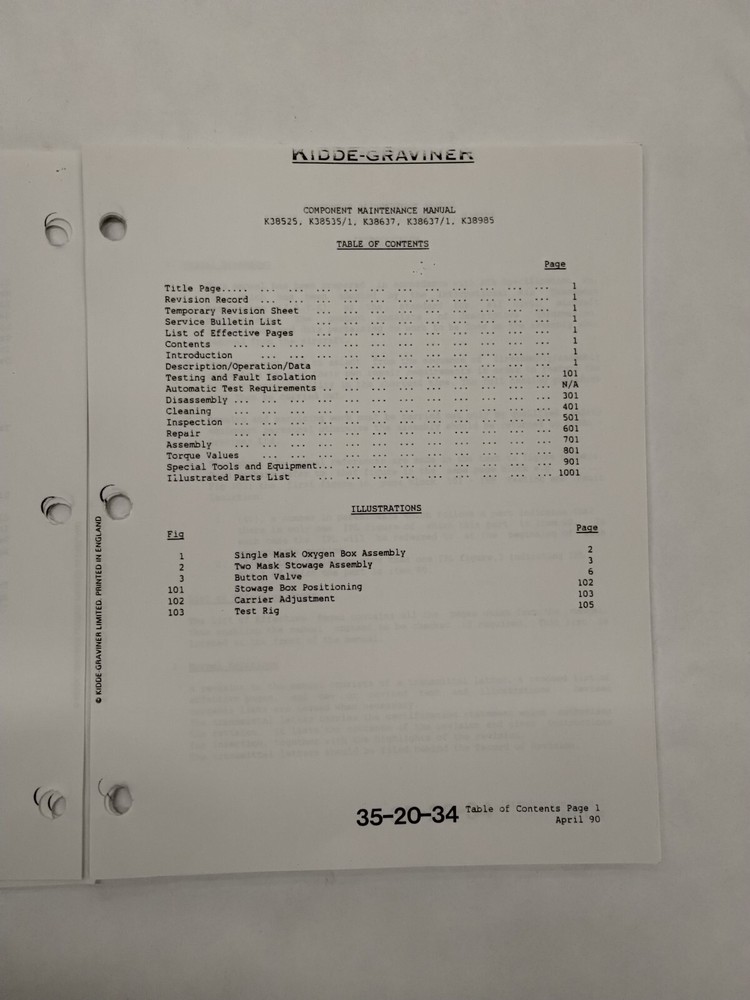 KIDDE-GRAVINER
COMPONENT MAINTENANCE MANUAL
K38525, K38535/1, K38637, K38637/1, K38985
TABLE OF CONTENTS
Page
Title Page..... ... ... ... ... ... ... ... ... ... ... ... 1
Revision Record ... ... ... ... ... ... ... ... ... ... ... 1
Temporary Revision Sheet ... ... ... ... ... ... ... ... ... 1
Service Bulletin List ... ... ... ... ... ... ... ... ... 1
List of Effective Pages ... ... ... ... ... ... ... ... ... 1
Contents ... ... ... ... ... ... ... ... ... ... ... ... 1
Introduction ... ... ... ... ... ... ... ... ... ... ... 1
Description/Operation/Data ... ... ... ... ... ... ... ... 1
Testing and Fault Isolation ... ... ... ... ... ... ... ... 101
Automatic Test Requirements .. ... ... ... ... ... ... ... ... N/A
Disassembly ... ... ... ... ... ... ... ... ... ... ... ... 301
Cleaning ... ... ... ... ... ... ... ... ... ... ... ... 401
Inspection ... ... ... ... ... ... ... ... ... ... ... ... 501
Repair ... ... ... ... ... ... ... ... ... ... ... ... 601
Assembly ... ... ... ... ... ... ... ... ... ... ... ... 701
Torque Values ... ... ... ... ... ... ... ... ... ... ... 801
Special Tools and Equipment... ... ... ... ... ... ... ... ... 901
Illustrated Parts List ... ... ... ... ... ... ... ... ... 1001
ILLUSTRATIONS
Fig Page
1 Single Mask Oxygen Box Assembly 2
2 Two Mask Stowage Assembly 3
3 Button Valve 6
101 Stowage Box Positioning 102
102 Carrier Adjustment 103
103 Test Rig 105
© KIDDE-GRAVINER LIMITED. PRINTED IN ENGLAND
35-20-34 Table of Contents Page 1
April 90